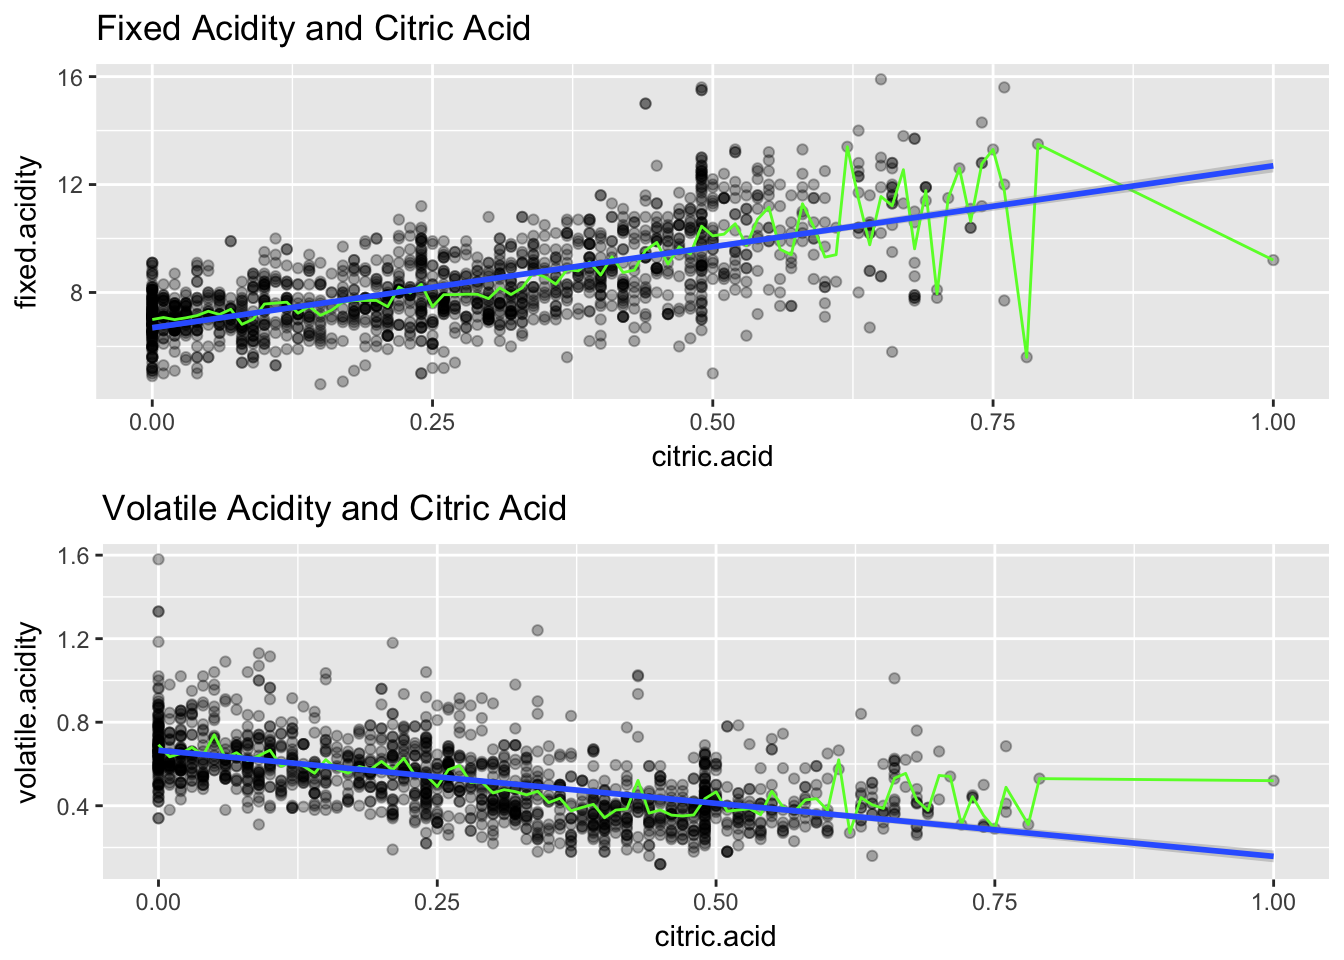 Fixed Acidity and Citric Acid
16
12
8
fixed.acidity
0.00 0.25 0.50 0.75 1.00
citric.acid
Volatile Acidity and Citric Acid
1.6
1.2
0.8
0.4
volatile.acidity
0.00 0.25 0.50 0.75 1.00
citric.acid